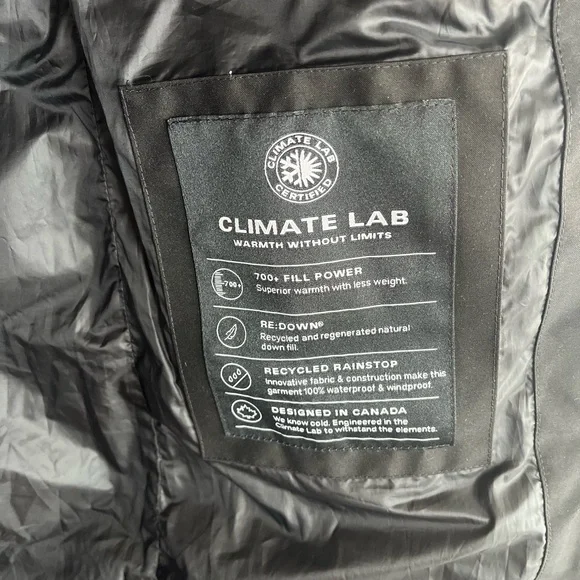 CLIMATE LAB
CERTIFIED
CLIMATE LAB
WARMTH WITHOUT LIMITS
700+
700+ FILL POWER
Superior warmth with less weight.
RE:DOWN®
Recycled and regenerated natural
down fill.
RECYCLED RAINSTOP
Innovative fabric & construction make this
garment 100% waterproof & windproof.
DESIGNED IN CANADA
We know cold. Engineered in the
Climate Lab to withstand the elements.